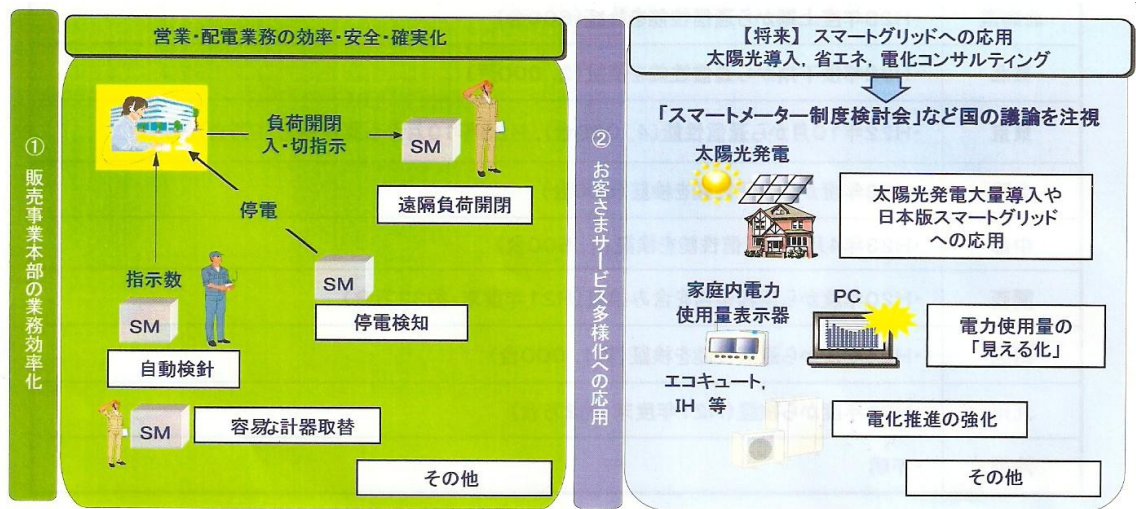 営業・配電業務の効率・安全・確実化
① 販売事業本部の業務効率化
負荷開閉
入・切指示
SM
遠隔負荷開閉
停電
指示数
SM
停電検知
SM
自動検針
SM
容易な計器取替
その他
② お客さまサービス多様化への応用
【将来】 スマートグリッドへの応用
太陽光導入, 省エネ, 電化コンサルティング
「スマートメーター制度検討会」など国の議論を注視
太陽光発電
太陽光発電大量導入や
日本版スマートグリッド
への応用
家庭内電力
使用量表示器
PC
電力使用量の
「見える化」
エコキュート,
IH 等
電化推進の強化
その他